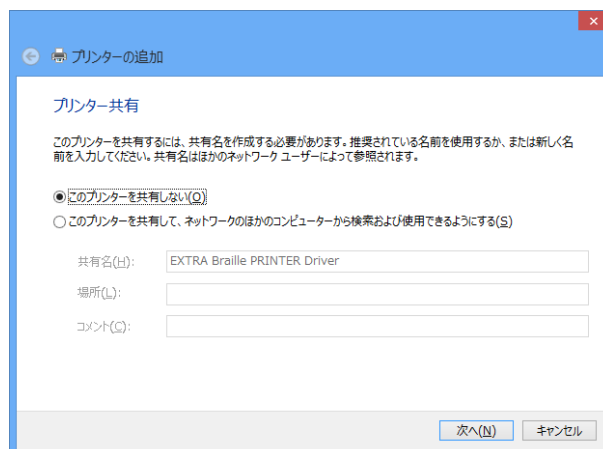 プリンターの追加
プリンター共有
このプリンターを共有するには、共有名を作成する必要があります。推奨されている名前を使用するか、または新しく名
前を入力してください。共有名はほかのネットワーク ユーザーによって参照されます。
このプリンターを共有しない(O)
このプリンターを共有して、ネットワークのほかのコンピューターから検索および使用できるようにする(S)
共有名(H): EXTRA Braille PRINTER Driver
場所(L):
コメント(C):
次へ(N) キャンセル